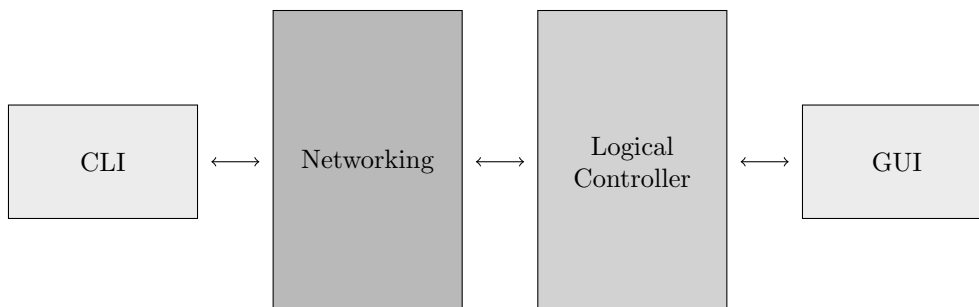 CLI
Networking
Logical
Controller
GUI